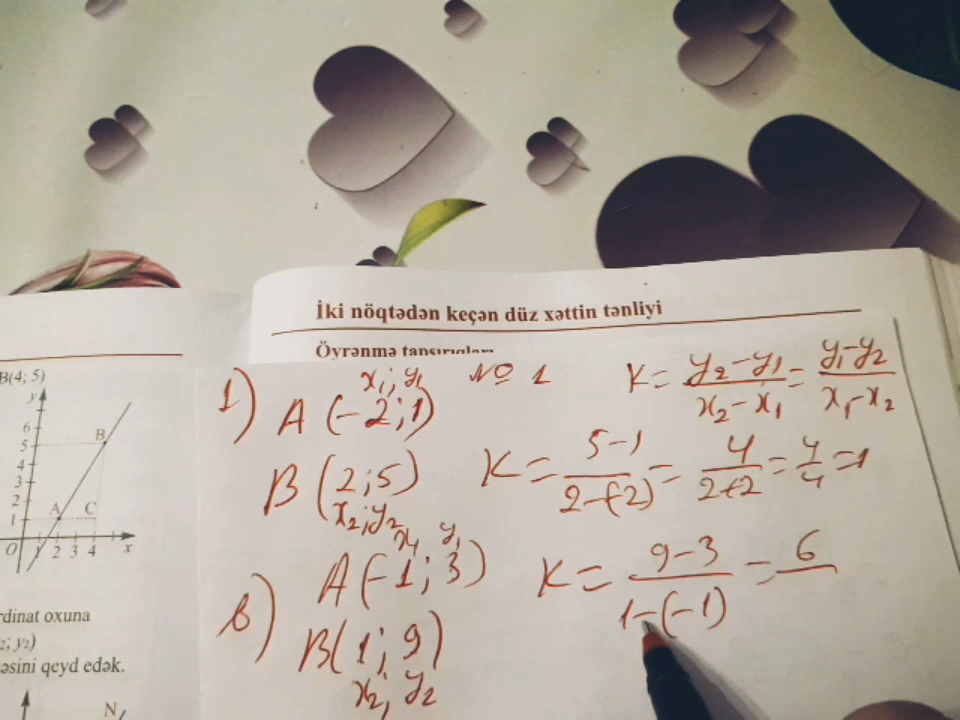 İki nöqtədən keçən düz xəttin tənliyi
Öyrənmə tapşırıqları
B(4; 5)
y
6
5
4
3
2
1
B
A
C
O 1 2 3 4 x
rdinat oxuna
₂; y₂)
əsini qeyd edək.
N
№ 1
1) x₁; y₁
A (-2; 1)
B (2; 5)
x₂; y₂
K = (y₂-y₁)/(x₂-x₁) = (y₁-y₂)/(x₁-x₂)
K = (5-1)/(2-(-2)) = 4/(2+2) = 4/4 = 1
в) x₁ y₁
A(-1; 3)
B(1; 9)
x₂, y₂
K = (9-3)/(1-(-1)) = 6/